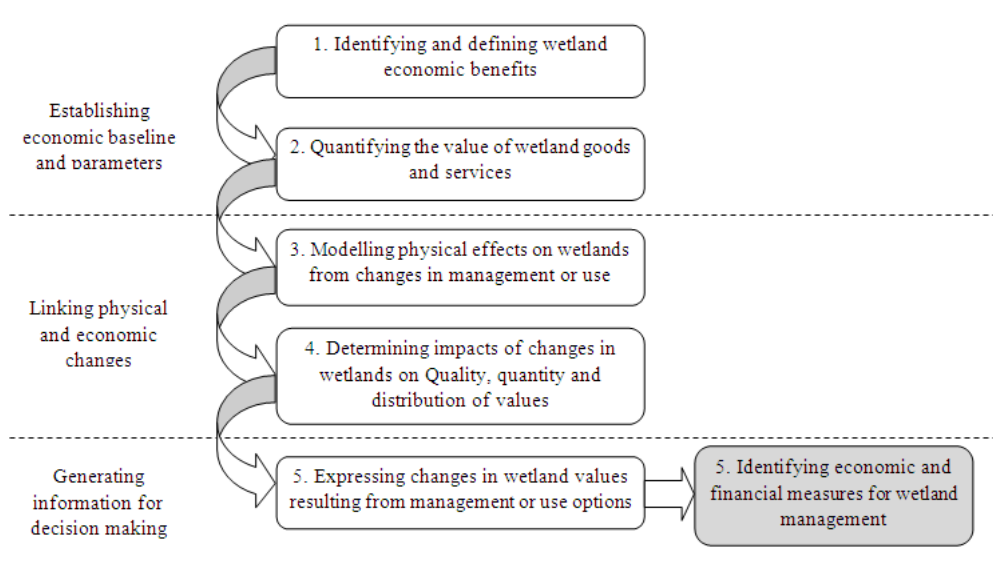 1. Identifying and defining wetland
economic benefits
Establishing
economic baseline
and parameters
2. Quantifying the value of wetland goods
and services
3. Modelling physical effects on wetlands
from changes in management or use
Linking physical
and economic
changes
4. Determining impacts of changes in
wetlands on Quality, quantity and
distribution of values
Generating
information for
decision making
5. Expressing changes in wetland values
resulting from management or use options
5. Identifying economic and
financial measures for wetland
management